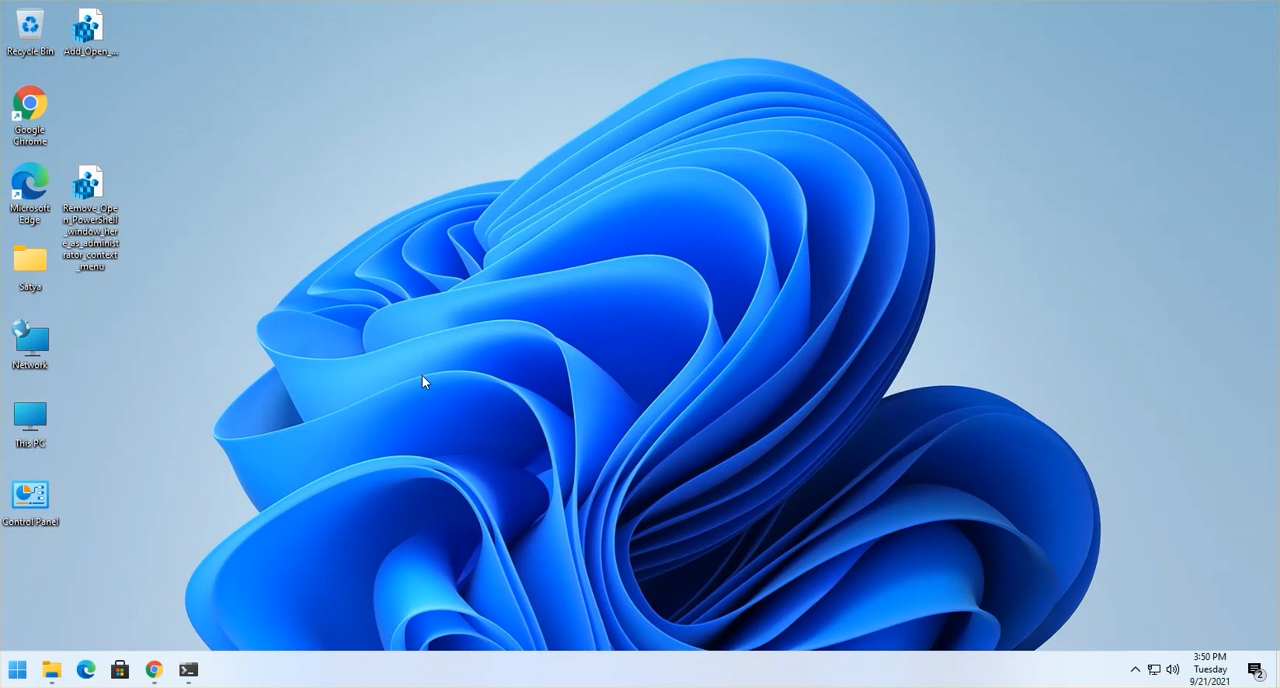 Recycle Bin
Add_Open_...
Google
Chrome
Microsoft
Edge
Remove_Ope
n_PowerShell
_window_her
e_as_administ
rator_context
_menu
Satya
Network
This PC
Control Panel
3:50 PM
Tuesday
9/21/2021
2